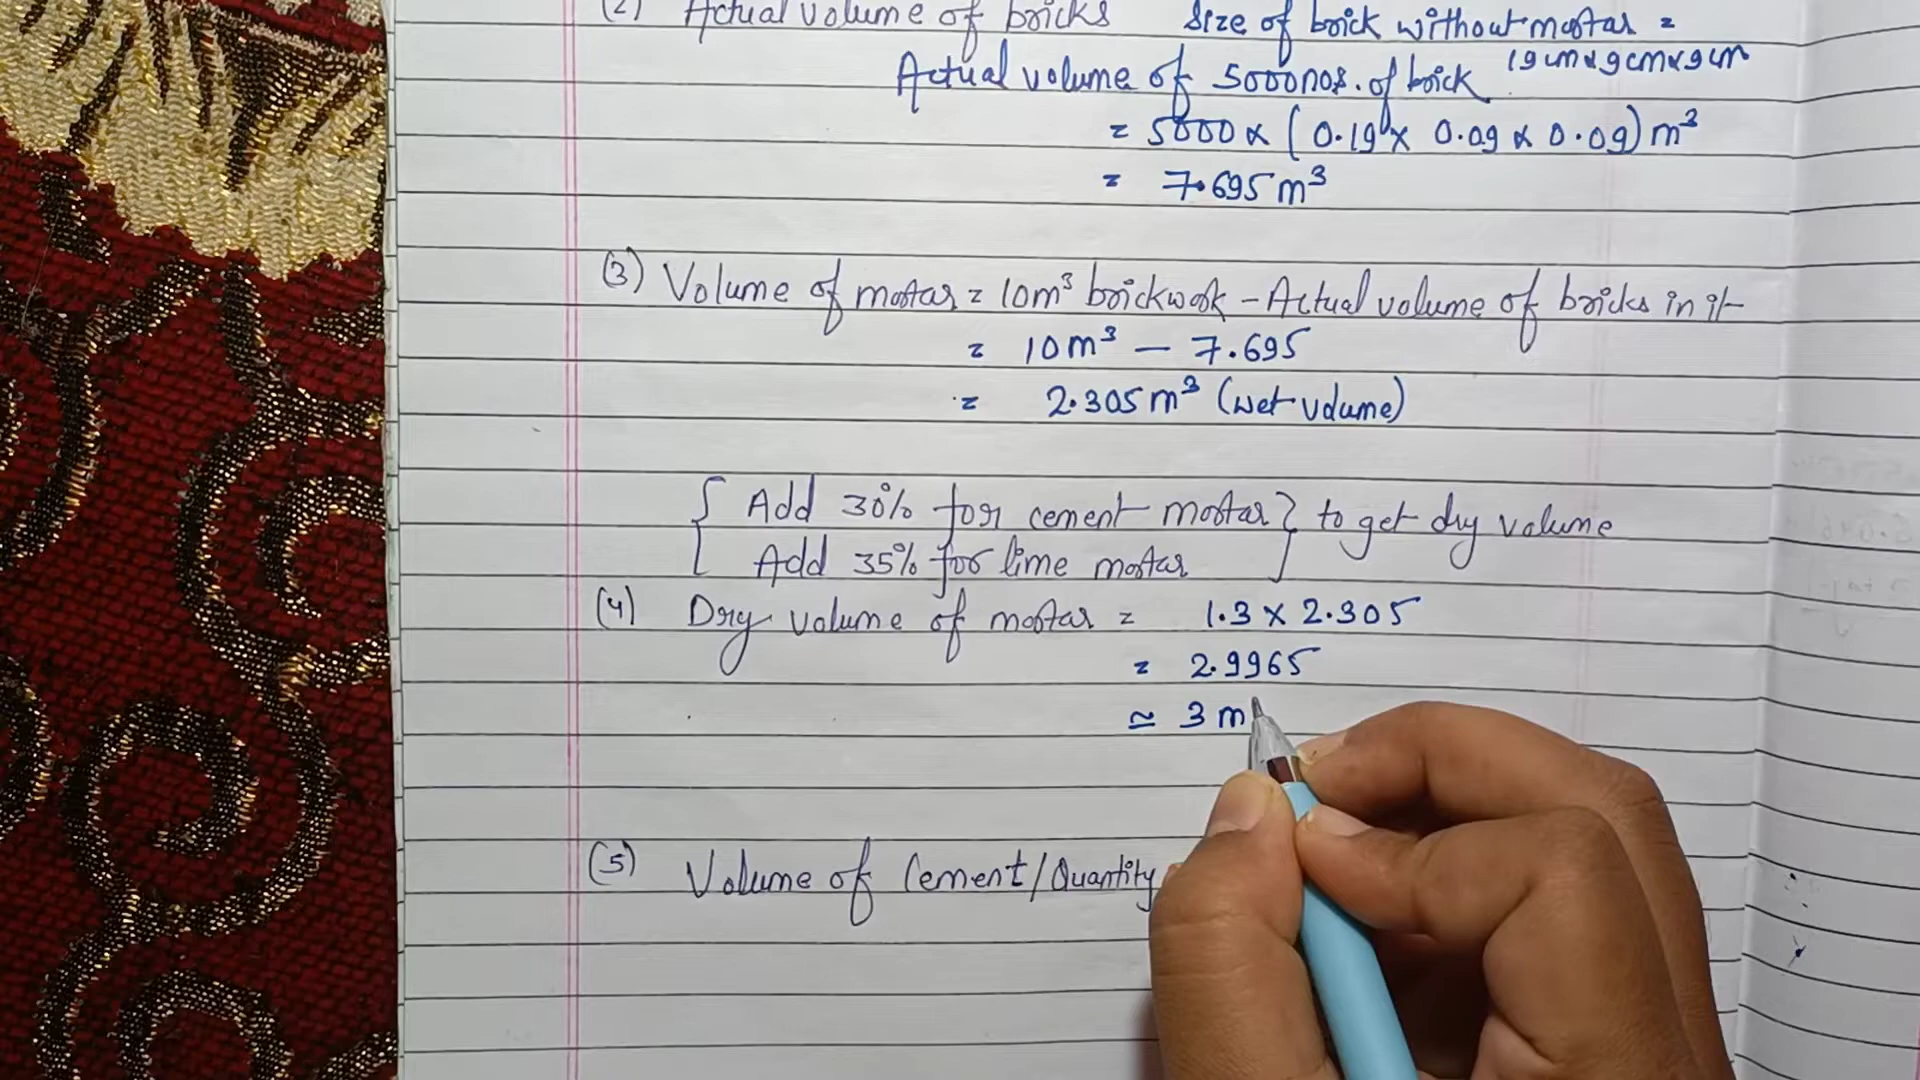 (2) Actual volume of bricks Size of brick without mortar =
19cm x 9cm x 9cm
Actual volume of 5000nos. of brick
= 5000 x (0.19 x 0.09 x 0.09) m³
= 7.695 m³
(3) Volume of mortar = 10m³ brickwork - Actual volume of bricks in it
= 10m³ - 7.695
= 2.305 m³ (wet volume)
{ Add 30% for cement mortar } to get dry volume
Add 35% for lime mortar
(4) Dry volume of mortar = 1.3 x 2.305
= 2.9965
≃ 3 m
(5) Volume of Cement/Quantity